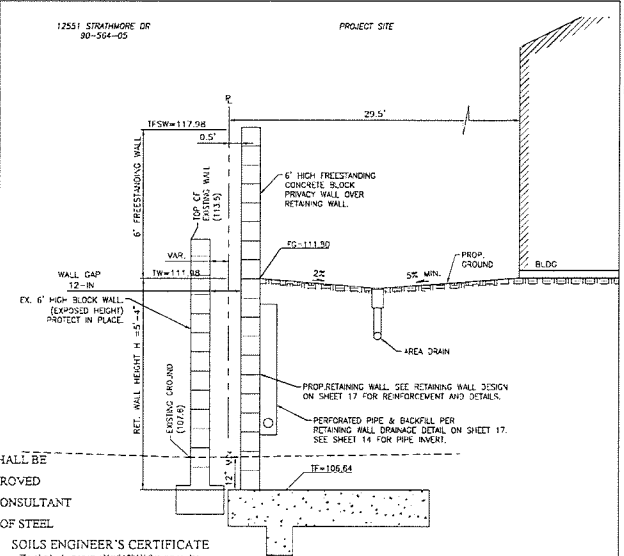 12551 STRATHMORE DR
90-564-05
PROJECT SITE
29.5'
TFSW=117.98
0.5'
6' FREESTANDING WALL
TOP OF
EXISTING WALL
(113.5)
6' HIGH FREESTANDING
CONCRETE BLOCK
PRIVACY WALL OVER
RETAINING WALL.
VAR.
WALL GAP
12-IN
TW=111.98
FG=111.90
2%
5% MIN.
PROP.
GROUND
BLDG
EX. 6' HIGH BLOCK WALL.
(EXPOSED HEIGHT)
PROTECT IN PLACE.
RET. WALL HEIGHT H =5'-4"
AREA DRAIN
EXISTING GROUND
(107.6)
PROP.RETAINING WALL. SEE RETAINING WALL DESIGN
ON SHEET 17 FOR REINFORCEMENT AND DETAILS.
PERFORATED PIPE & BACKFILL PER
RETAINING WALL DRAINAGE DETAIL ON SHEET 17.
SEE SHEET 14 FOR PIPE INVERT.
12"
TF=106.64
HALL BE
ROVED
ONSULTANT
OF STEEL
SOILS ENGINEER'S CERTIFICATE